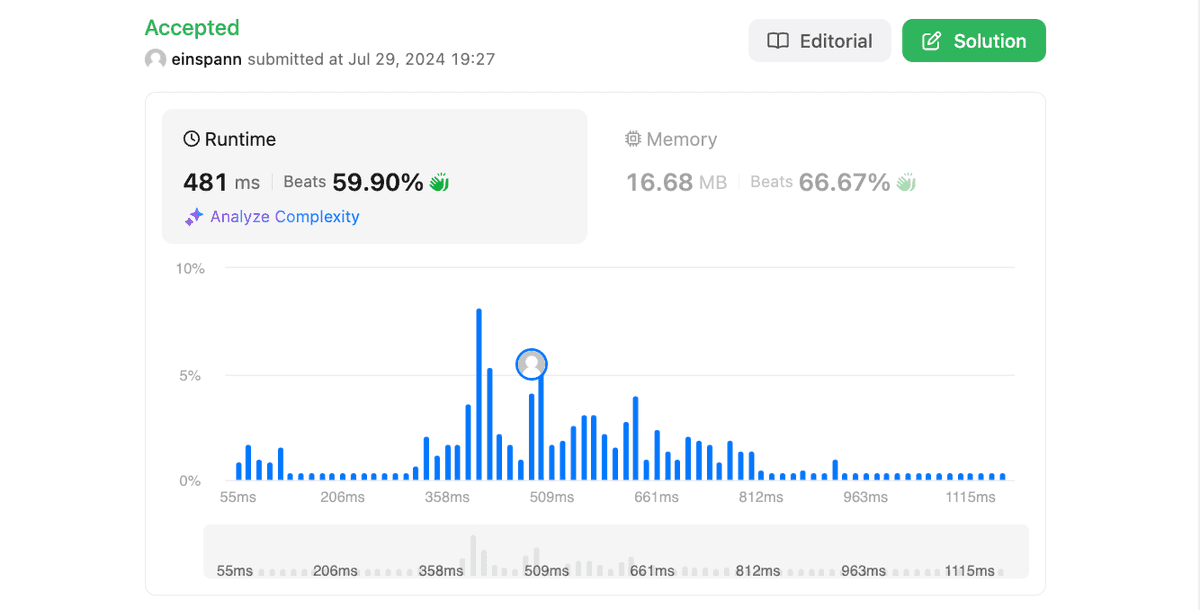 Accepted
einspann submitted at Jul 29, 2024 19:27
Editorial
Solution
Runtime
481 ms
Beats 59.90%
Analyze Complexity
Memory
16.68 MB
Beats 66.67%
10%
5%
0%
55ms 206ms 358ms 509ms 661ms 812ms 963ms 1115ms
55ms 206ms 358ms 509ms 661ms 812ms 963ms 1115ms